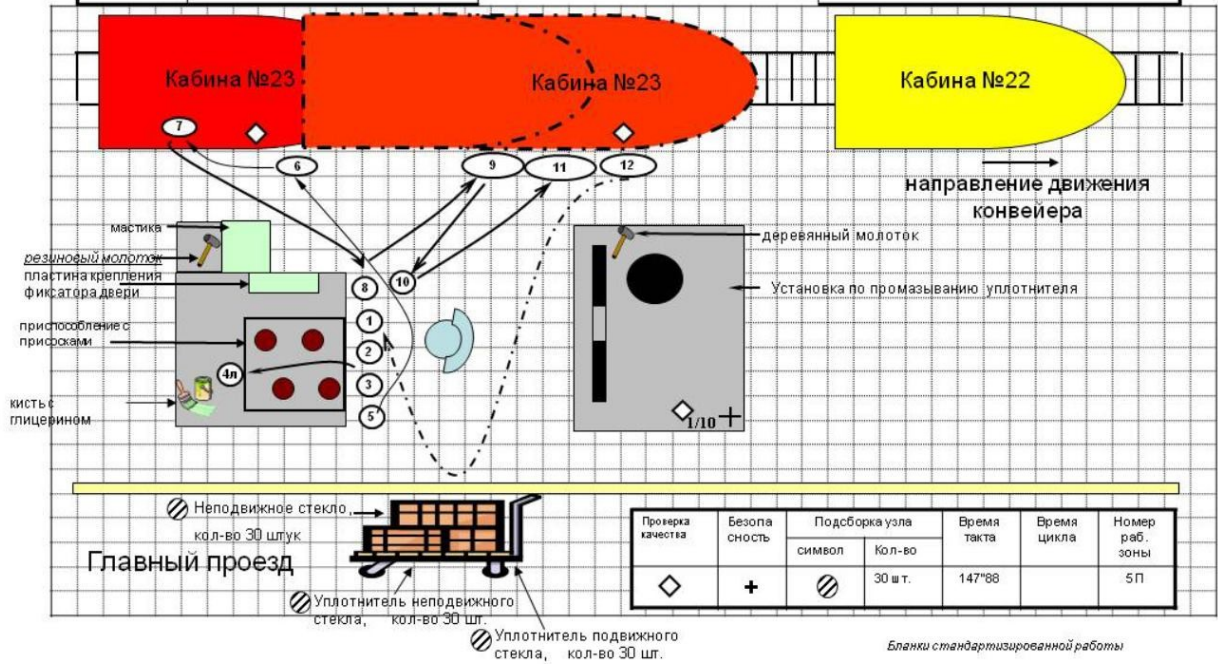 Кабина №23
Кабина №23
Кабина №22
7
6
9
11
12
направление движения
конвейера
мастика
резиновый молоток
пластина крепления
фиксатора двери
приспособление с
присосками
кисть с
глицерином
8
10
1
2
3
4л
5
деревянный молоток
Установка по промазыванию уплотнителя
1/10
Неподвижное стекло,
кол-во 30 штук
Главный проезд
Уплотнитель неподвижного
стекла, кол-во 30 шт.
Уплотнитель подвижного
стекла, кол-во 30 шт.
Проверка
качества
Безопа
сность
Подсборка узла
символ
Кол-во
Время
такта
Время
цикла
Номер
раб.
зоны
30 шт.
147"88
5П
Бланки стандартизированной работы